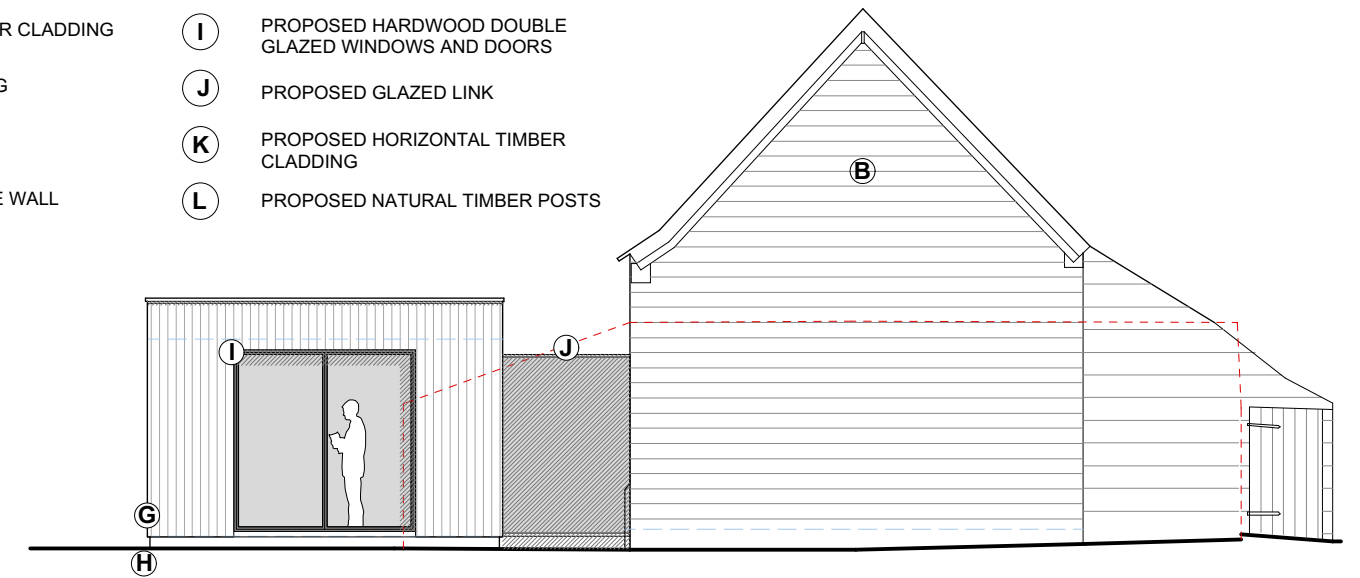 R CLADDING
G
E WALL
I
PROPOSED HARDWOOD DOUBLE
GLAZED WINDOWS AND DOORS
J
PROPOSED GLAZED LINK
K
PROPOSED HORIZONTAL TIMBER
CLADDING
L
PROPOSED NATURAL TIMBER POSTS
B
J
I
G
H